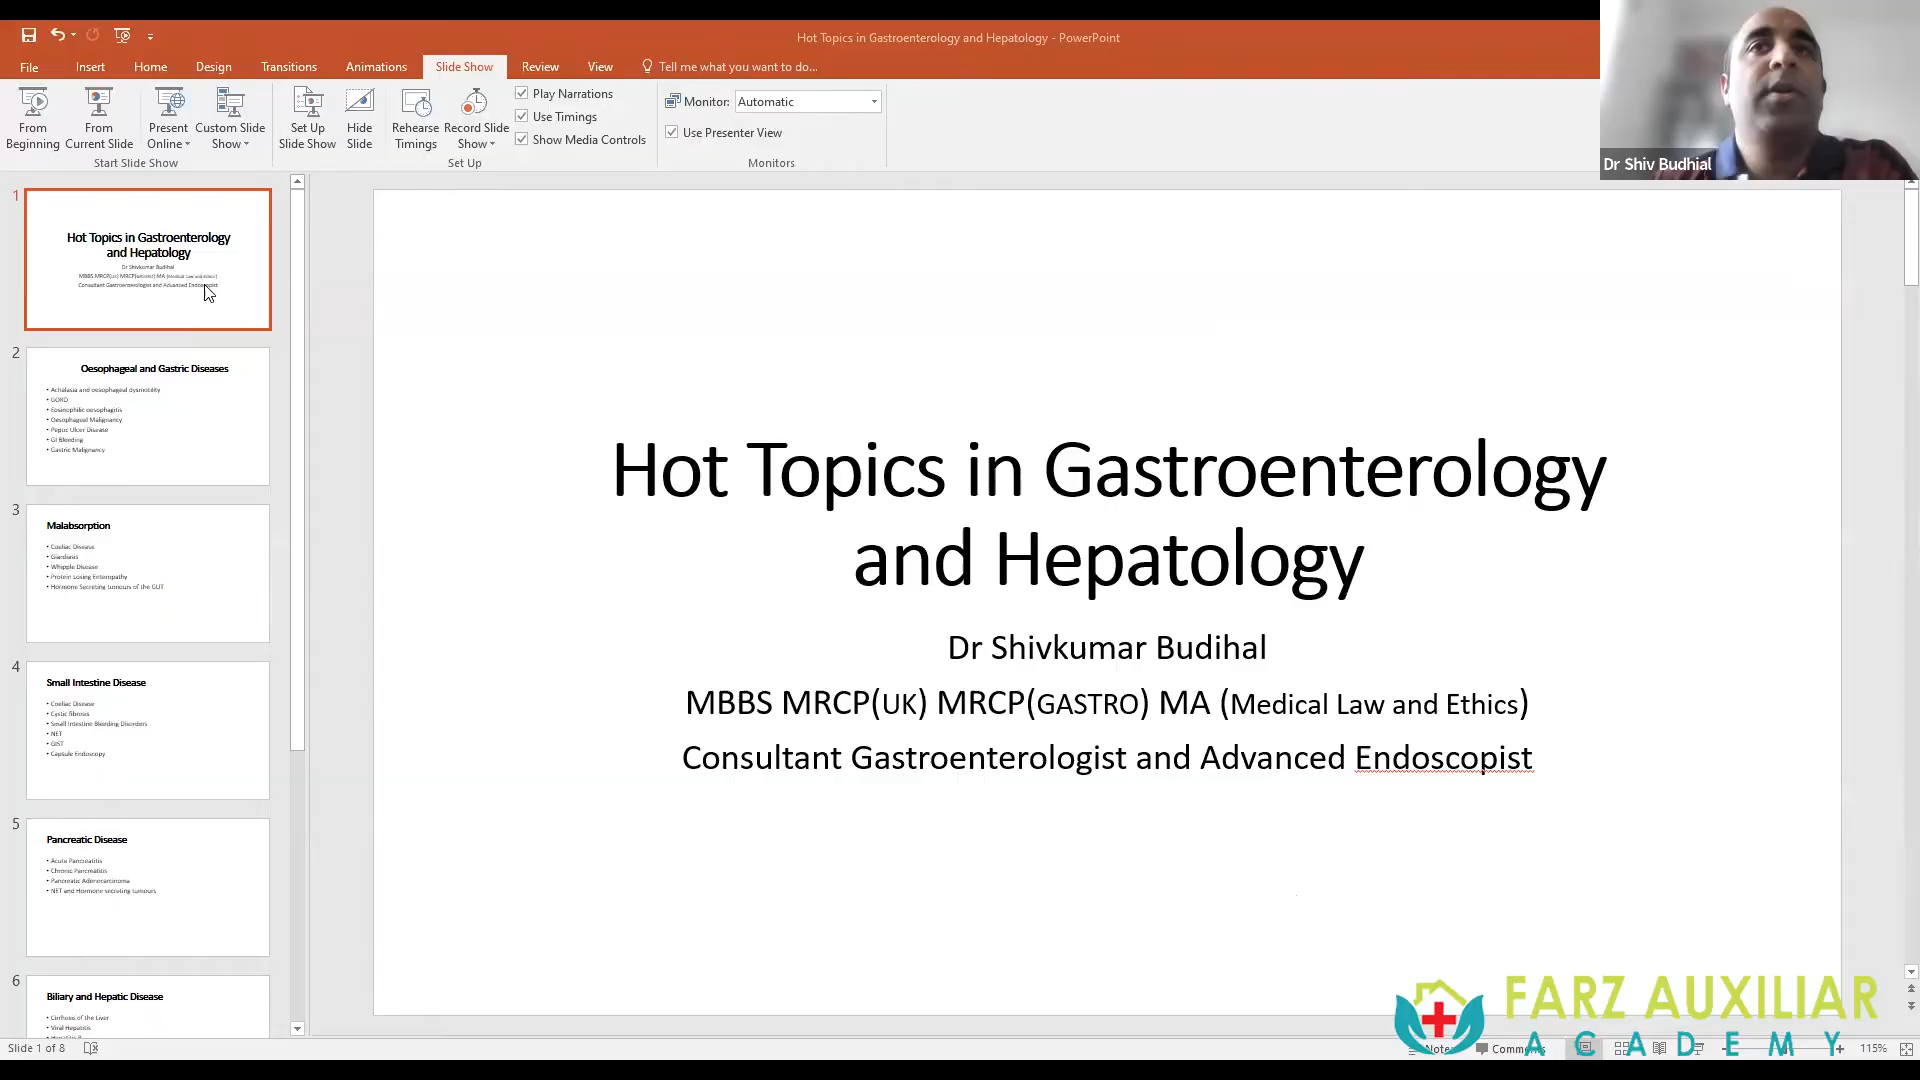 Hot Topics in Gastroenterology and Hepatology - PowerPoint
File Insert Home Design Transitions Animations Slide Show Review View Tell me what you want to do...
From Beginning
From Current Slide
Present Online
Custom Slide Show
Start Slide Show
Set Up Slide Show
Hide Slide
Rehearse Timings
Record Slide Show
Play Narrations
Use Timings
Show Media Controls
Set Up
Monitor: Automatic
Use Presenter View
Monitors
Dr Shiv Budhial
1
Hot Topics in Gastroenterology
and Hepatology
Dr Shivkumar Budihal
MBBS MRCP(UK) MRCP(GASTRO) MA (Medical Law and Ethics)
Consultant Gastroenterologist and Advanced Endoscopist
2
Oesophageal and Gastric Diseases
• Achalasia and oesophageal dysmotility
• GORD
• Eosinophilic oesophagitis
• Oesophageal Malignancy
• Peptic Ulcer Disease
• GI Bleeding
• Gastric Malignancy
3
Malabsorption
• Coeliac Disease
• Giardiasis
• Whipple Disease
• Protein Losing Enteropathy
• Hormone Secreting tumours of the GUT
4
Small Intestine Disease
• Coeliac Disease
• Cystic fibrosis
• Small Intestine Bleeding Disorders
• NET
• GIST
• Capsule Endoscopy
5
Pancreatic Disease
• Acute Pancreatitis
• Chronic Pancreatitis
• Pancreatic Adenocarcinoma
• NET and Hormone secreting tumours
6
Biliary and Hepatic Disease
• Cirrhosis of the Liver
• Viral Hepatitis
Hot Topics in Gastroenterology
and Hepatology
Dr Shivkumar Budihal
MBBS MRCP(UK) MRCP(GASTRO) MA (Medical Law and Ethics)
Consultant Gastroenterologist and Advanced Endoscopist
FARZ AUXILIAR
ACADEMY
Slide 1 of 8
115%